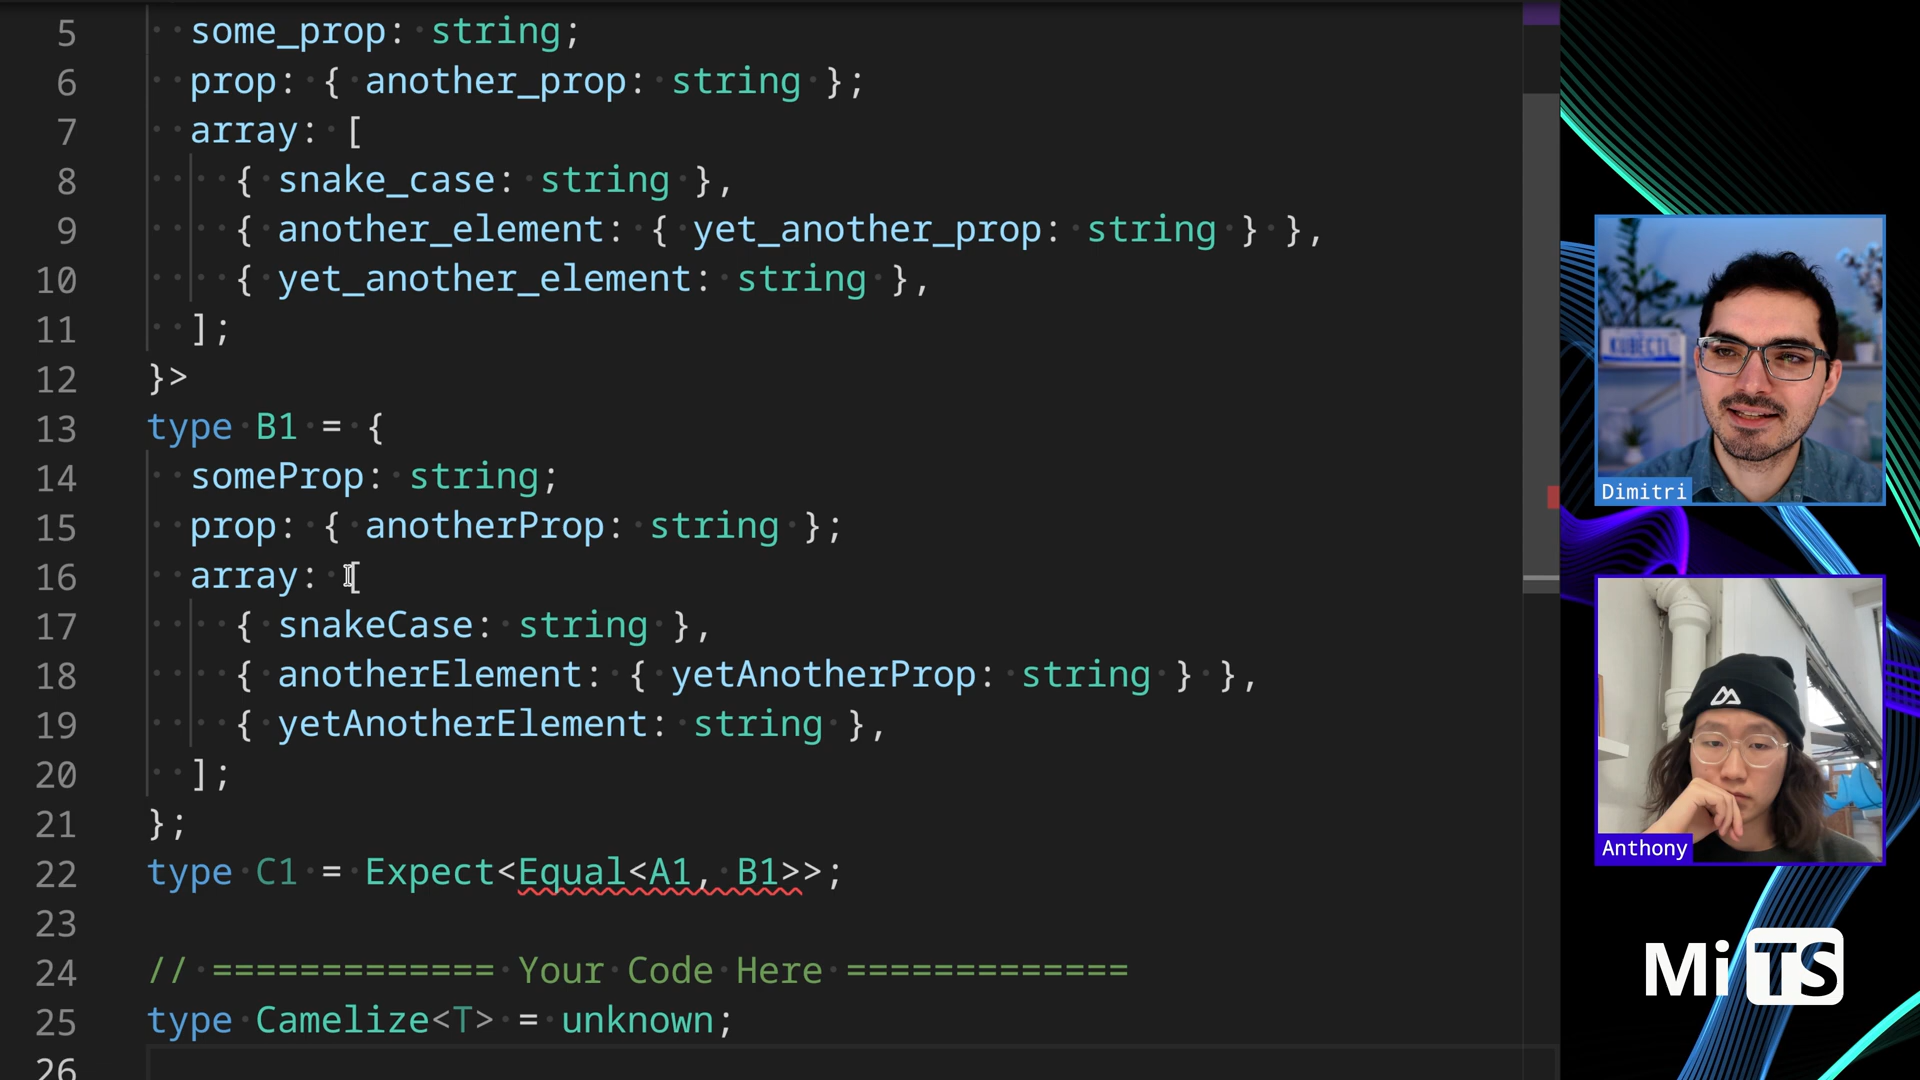 5 some_prop: string;
6 prop: { another_prop: string };
7 array: [
8 { snake_case: string },
9 { another_element: { yet_another_prop: string } },
10 { yet_another_element: string },
11 ];
12 }>
13 type B1 = {
14 someProp: string;
15 prop: { anotherProp: string };
16 array: [
17 { snakeCase: string },
18 { anotherElement: { yetAnotherProp: string } },
19 { yetAnotherElement: string },
20 ];
21 };
22 type C1 = Expect<Equal<A1, B1>>;
23
24 // ============= Your Code Here =============
25 type Camelize<T> = unknown;
26
KUBECTL
Dimitri
Anthony
MiTS